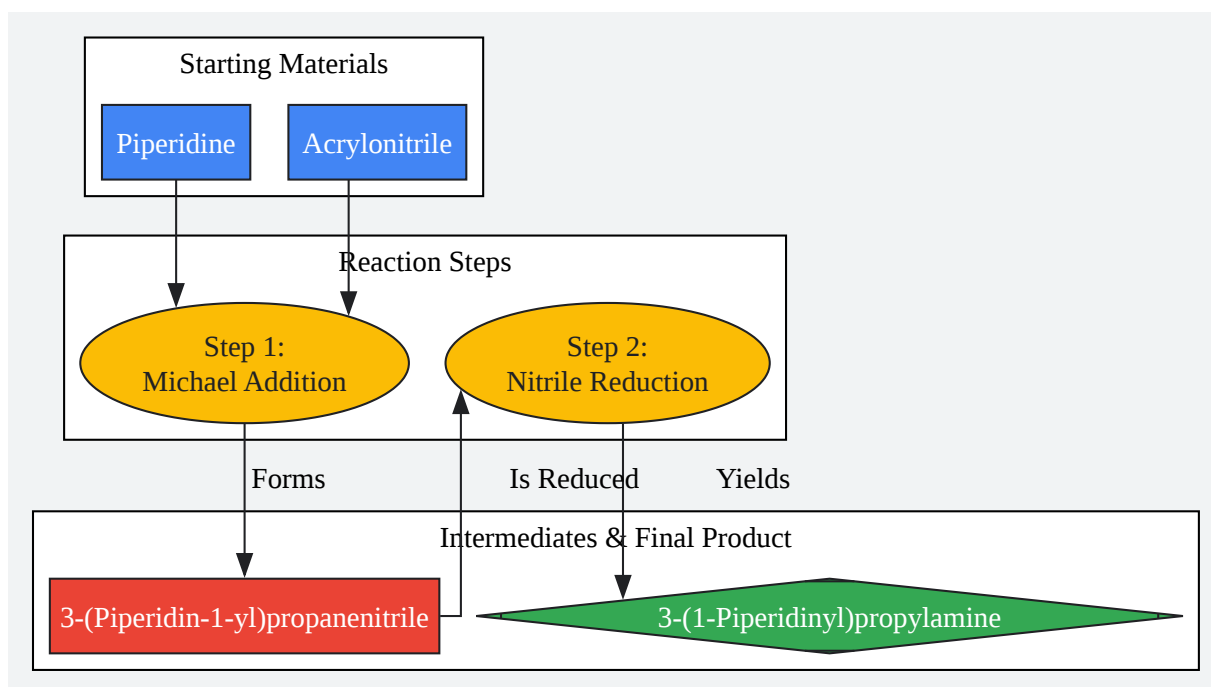 Starting Materials
Piperidine
Acrylonitrile
Reaction Steps
Step 1:
Michael Addition
Step 2:
Nitrile Reduction
Forms
Is Reduced
Yields
Intermediates & Final Product
3-(Piperidin-1-yl)propanenitrile
3-(1-Piperidinyl)propylamine